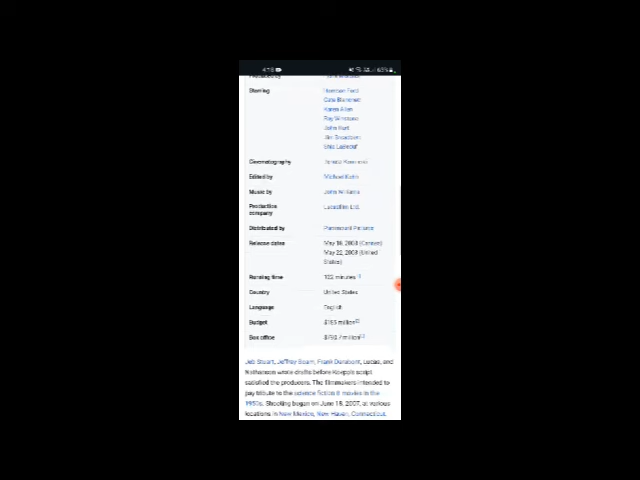 Starring
Harrison Ford
Cate Blanchett
Karen Allen
Ray Winstone
John Hurt
Jim Broadbent
Shia LaBeouf
Cinematography
Edited by
Michael Kahn
Music by
John Williams
Production company
Lucasfilm Ltd.
Distributed by
Paramount Pictures
Release dates
May 18, 2008 (Cannes)
May 22, 2008 (United
States)
Running time
122 minutes
Country
United States
Language
English
Budget
$185 million
Box office
million
Jeb Stuart, Jeffrey Boam, Frank Darabont, Lucas, and
Nathanson wrote drafts before Koepp's script
satisfied the producers. The filmmakers intended to
pay tribute to the science fiction B movies of the
1950s. Shooting began on June 18, 2007, at various
locations in New Mexico, New Haven, Connecticut,